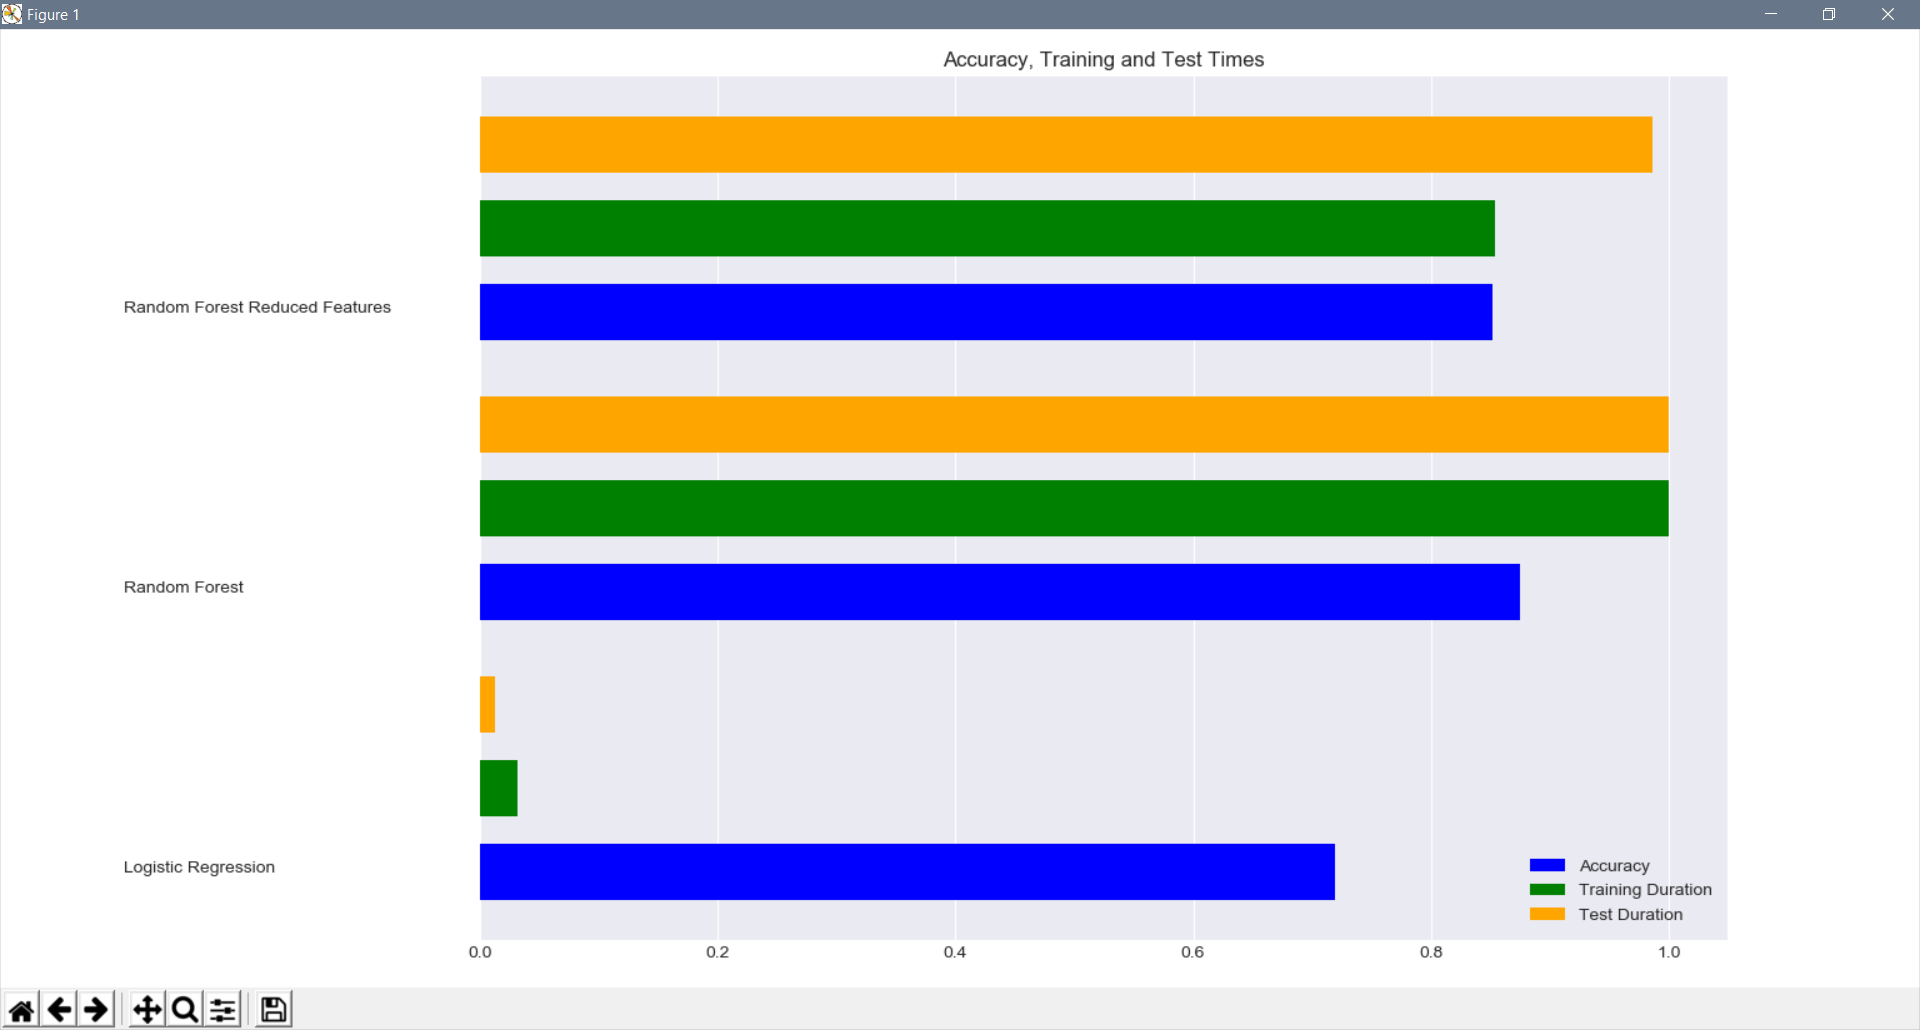 Figure 1
Accuracy, Training and Test Times
Random Forest Reduced Features
Random Forest
Logistic Regression
Accuracy
Training Duration
Test Duration
0.0 0.2 0.4 0.6 0.8 1.0